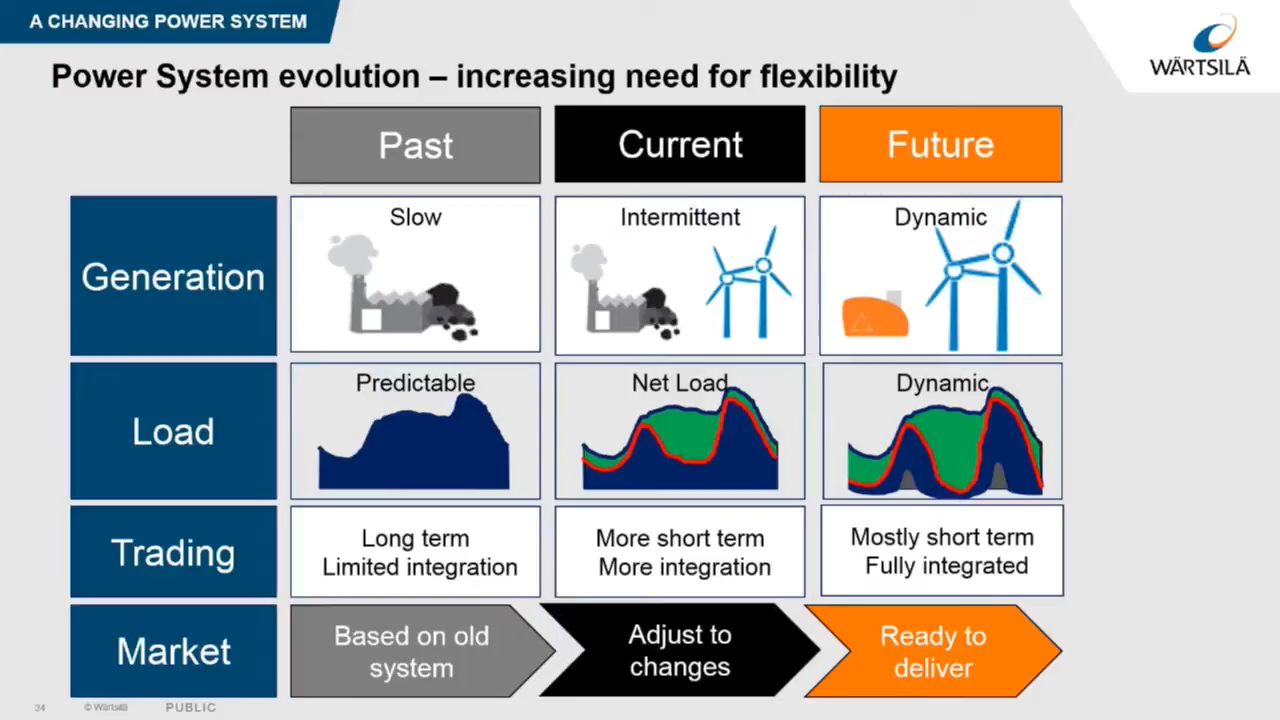 A CHANGING POWER SYSTEM
WÄRTSILÄ
Power System evolution – increasing need for flexibility
Past
Current
Future
Generation
Slow
Intermittent
Dynamic
Load
Predictable
Net Load
Dynamic
Trading
Long term
Limited integration
More short term
More integration
Mostly short term
Fully integrated
Market
Based on old
system
Adjust to
changes
Ready to
deliver
34
© Wärtsilä
PUBLIC